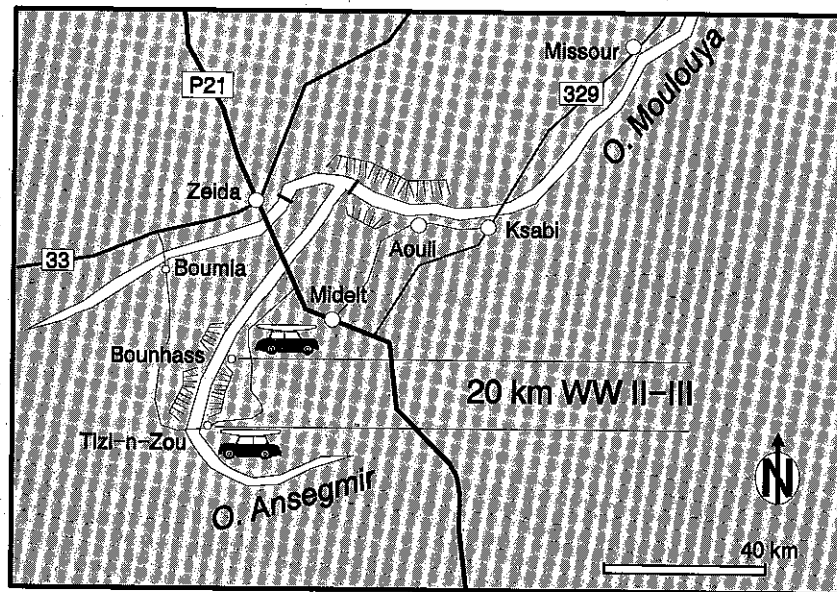 Missour
P21
329
O. Moulouya
Zeida
Ksabi
Aouli
33
Boumia
Midelt
Bounhass
20 km WW II-III
Tizi-n-Zou
O. Ansegmir
N
40 km